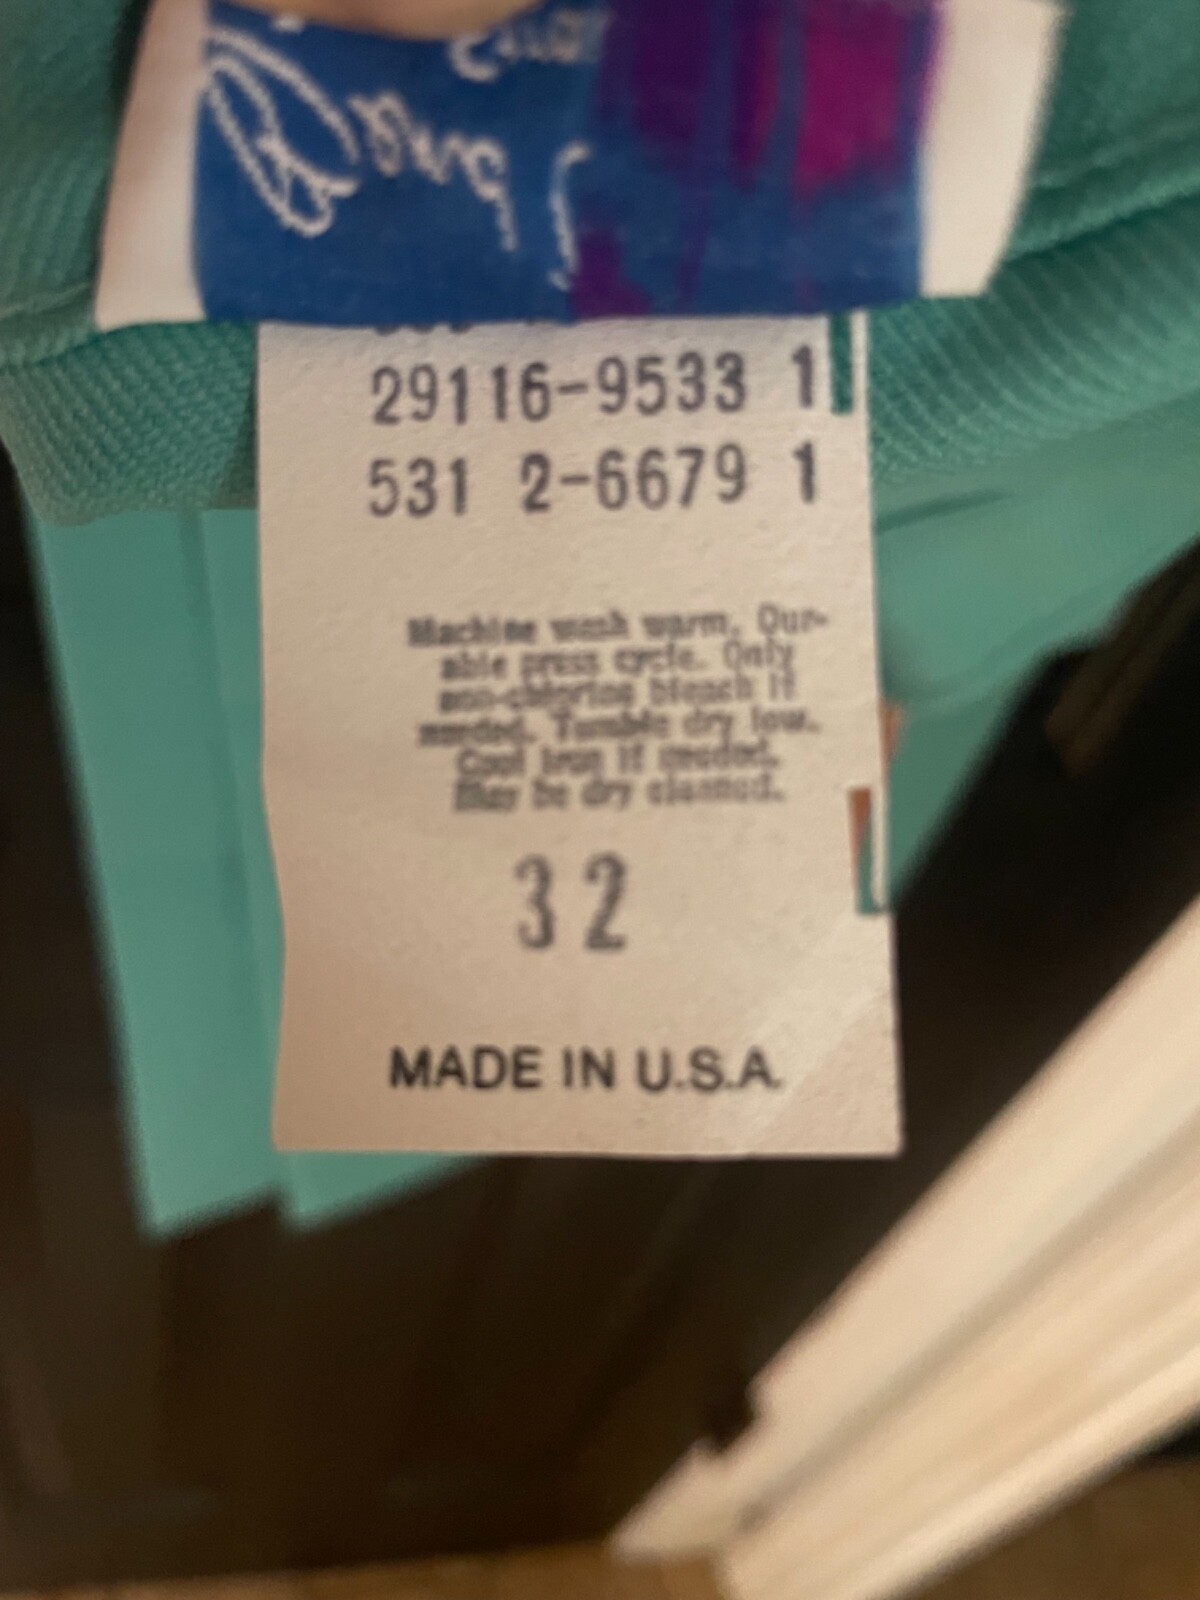 29116-9533 1
531 2-6679 1
Machine wash warm. Dur-
able press cycle. Only
non-chlorine bleach if
needed. Tumble dry low.
Cool iron if needed.
May be dry cleaned.
32
MADE IN U.S.A.